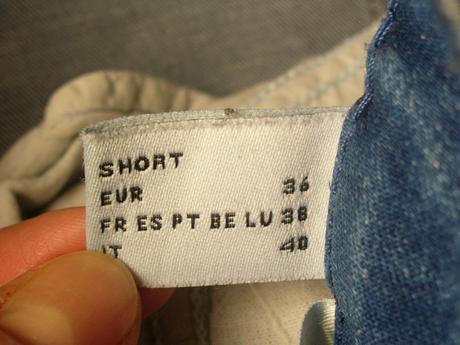 SHORT
EUR 36
FR ES PT BE LU 38
IT 40